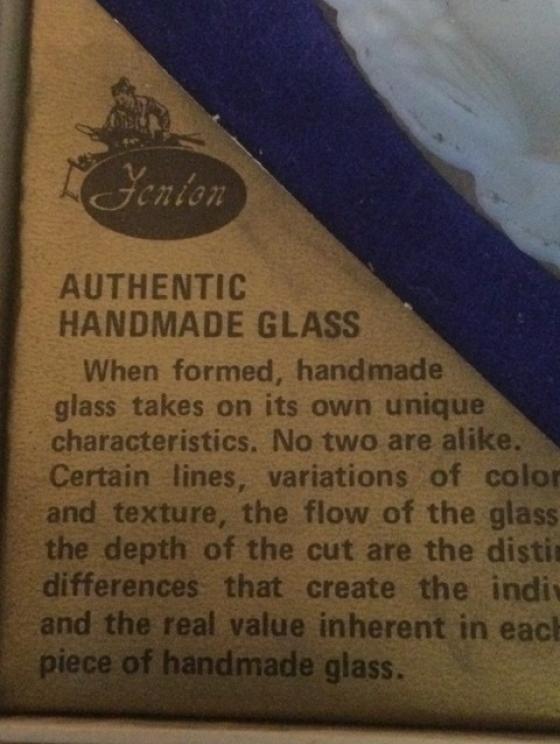 Fenton
AUTHENTIC
HANDMADE GLASS
When formed, handmade
glass takes on its own unique
characteristics. No two are alike.
Certain lines, variations of color
and texture, the flow of the glass
the depth of the cut are the
differences that create the
and the real value inherent in each
piece of handmade glass.